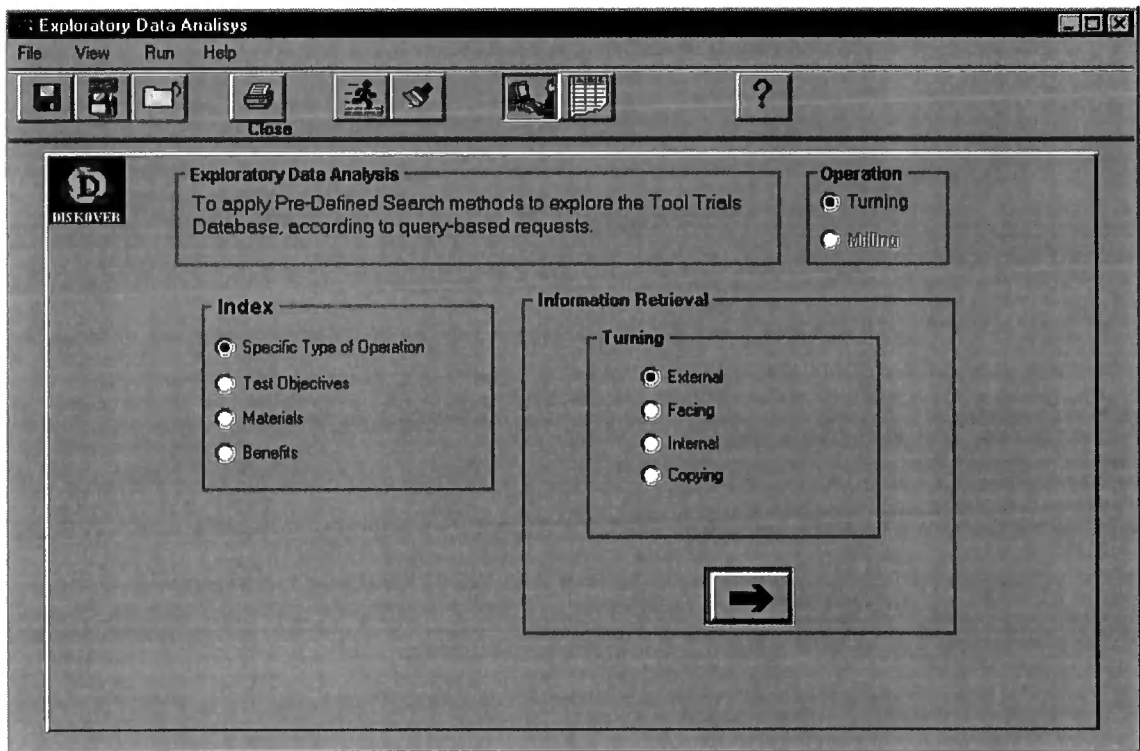 Exploratory Data Analisys
File View Run Help
Close
D
DISKOVER
Exploratory Data Analysis
To apply Pre-Defined Search methods to explore the Tool Trials
Database, according to query-based requests.
Operation
Turning
Milling
Index
Specific Type of Operation
Test Objectives
Materials
Benefits
Information Retrieval
Turning
External
Facing
Internal
Copying
?